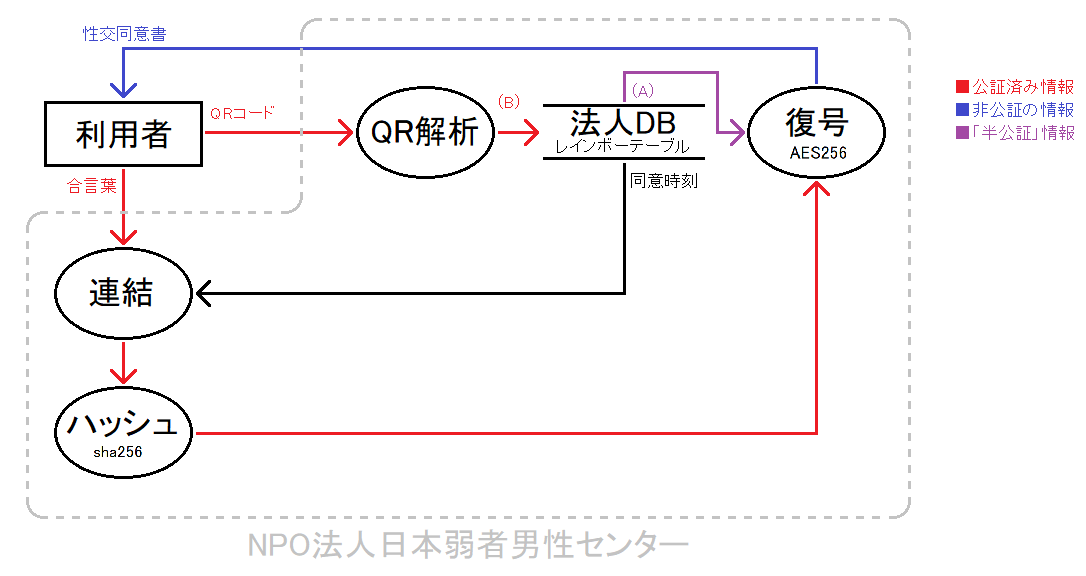 性交同意書
利用者
QRコード
QR解析
(B)
法人DB
レインボーテーブル
(A)
復号
AES256
■公証済み情報
■非公証の情報
■「半公証」情報
合言葉
同意時刻
連結
ハッシュ
sha256
NPO法人日本弱者男性センター